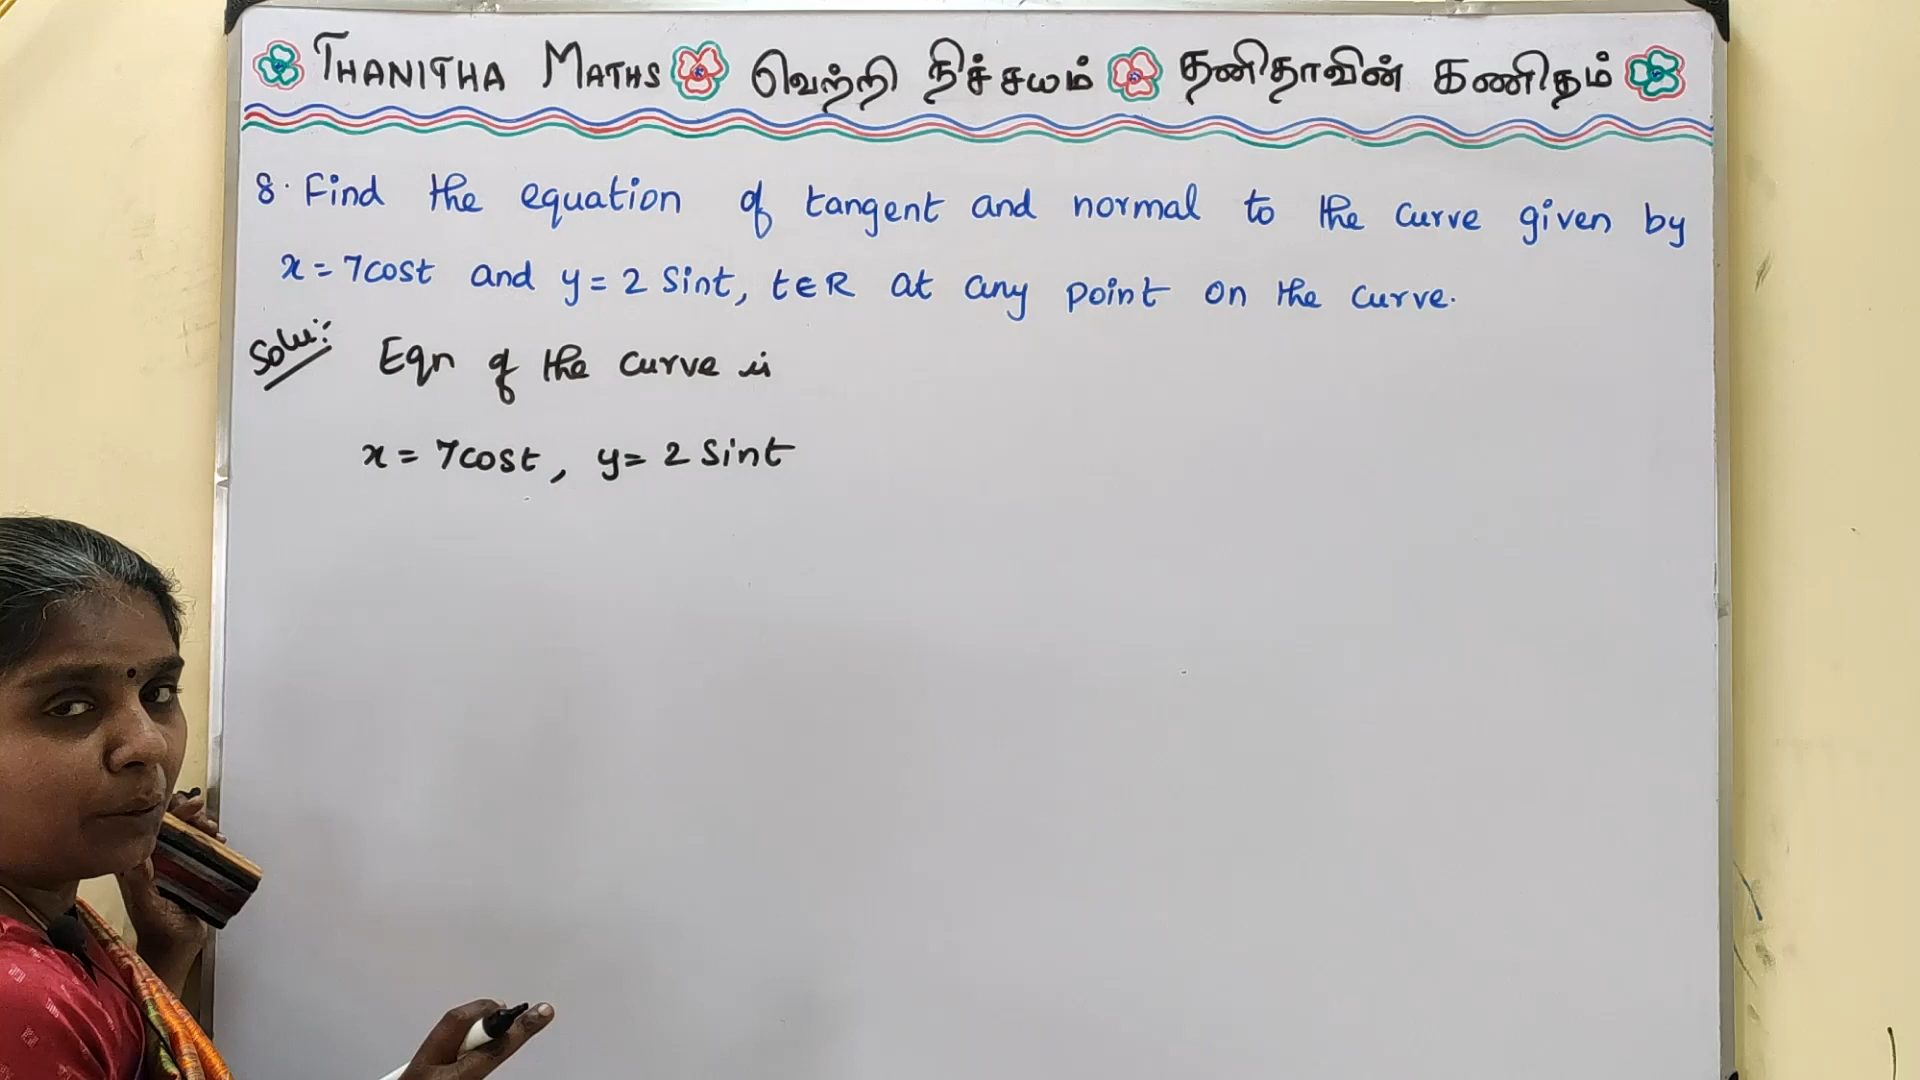 THANITHA MATHS வெற்றி நிச்சயம் தனிதாவின் கணிதம்
8. Find the equation of tangent and normal to the curve given by
x = 7cost and y = 2 Sint, t∈R at any point on the curve.
Solu:
Eqn of the curve is
x = 7cost, y = 2 Sint